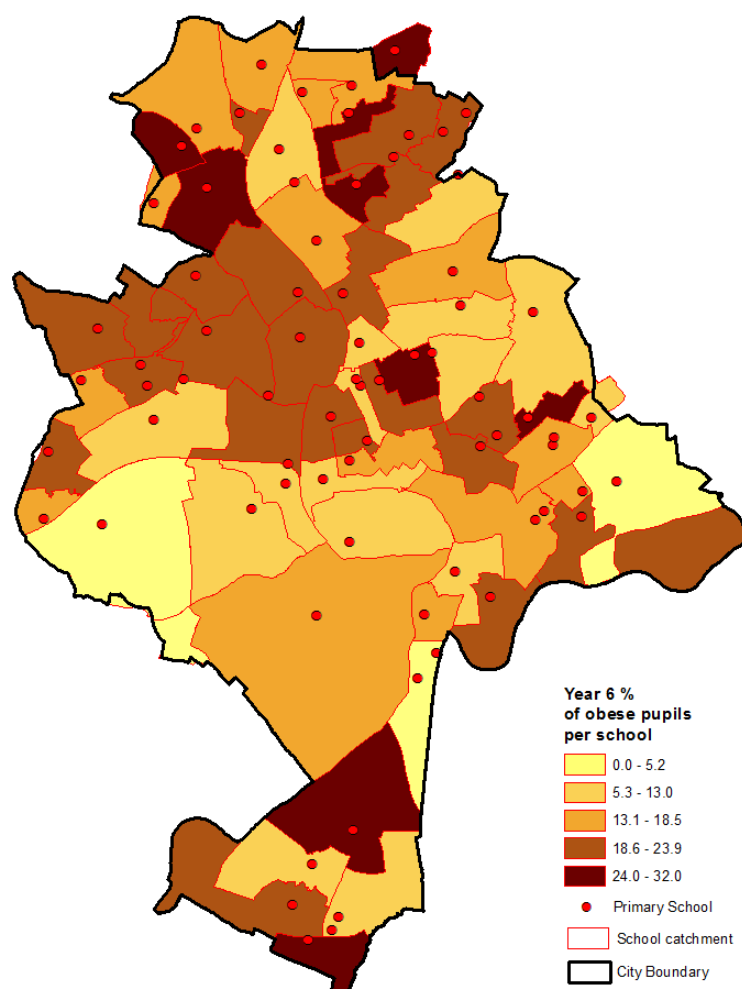 Year 6 %
of obese pupils
per school
0.0 - 5.2
5.3 - 13.0
13.1 - 18.5
18.6 - 23.9
24.0 - 32.0
Primary School
School catchment
City Boundary